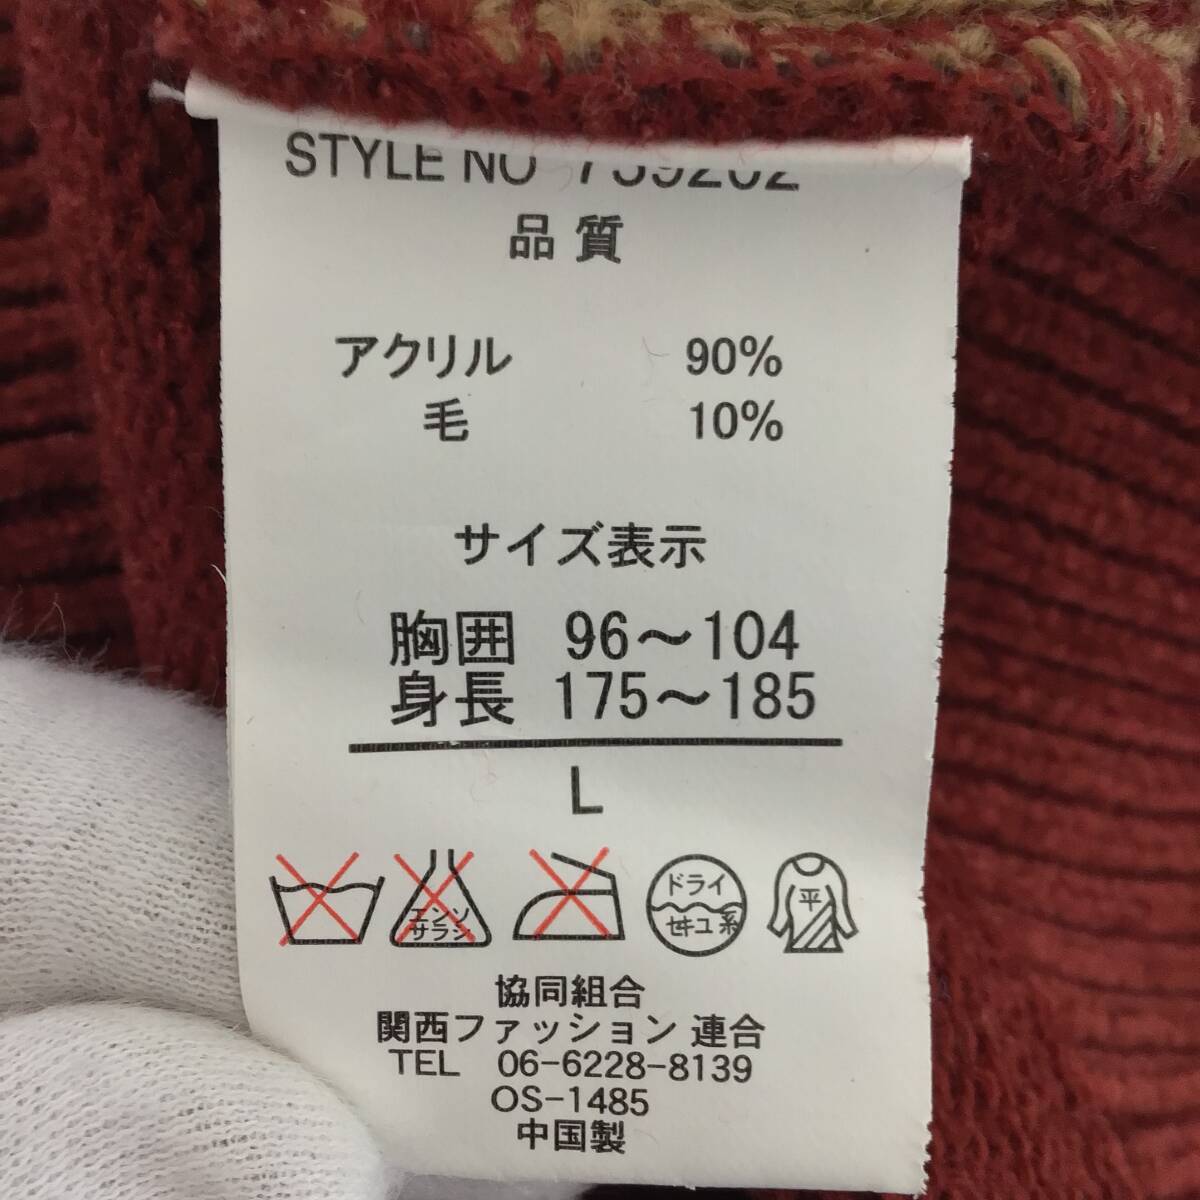 STYLE NO 759202
品質
アクリル 90%
毛 10%
サイズ表示
胸囲 96～104
身長 175～185
L
エンソ
サラシ
ドライ
セキユ系
平
協同組合
関西ファッション 連合
TEL 06-6228-8139
OS-1485
中国製